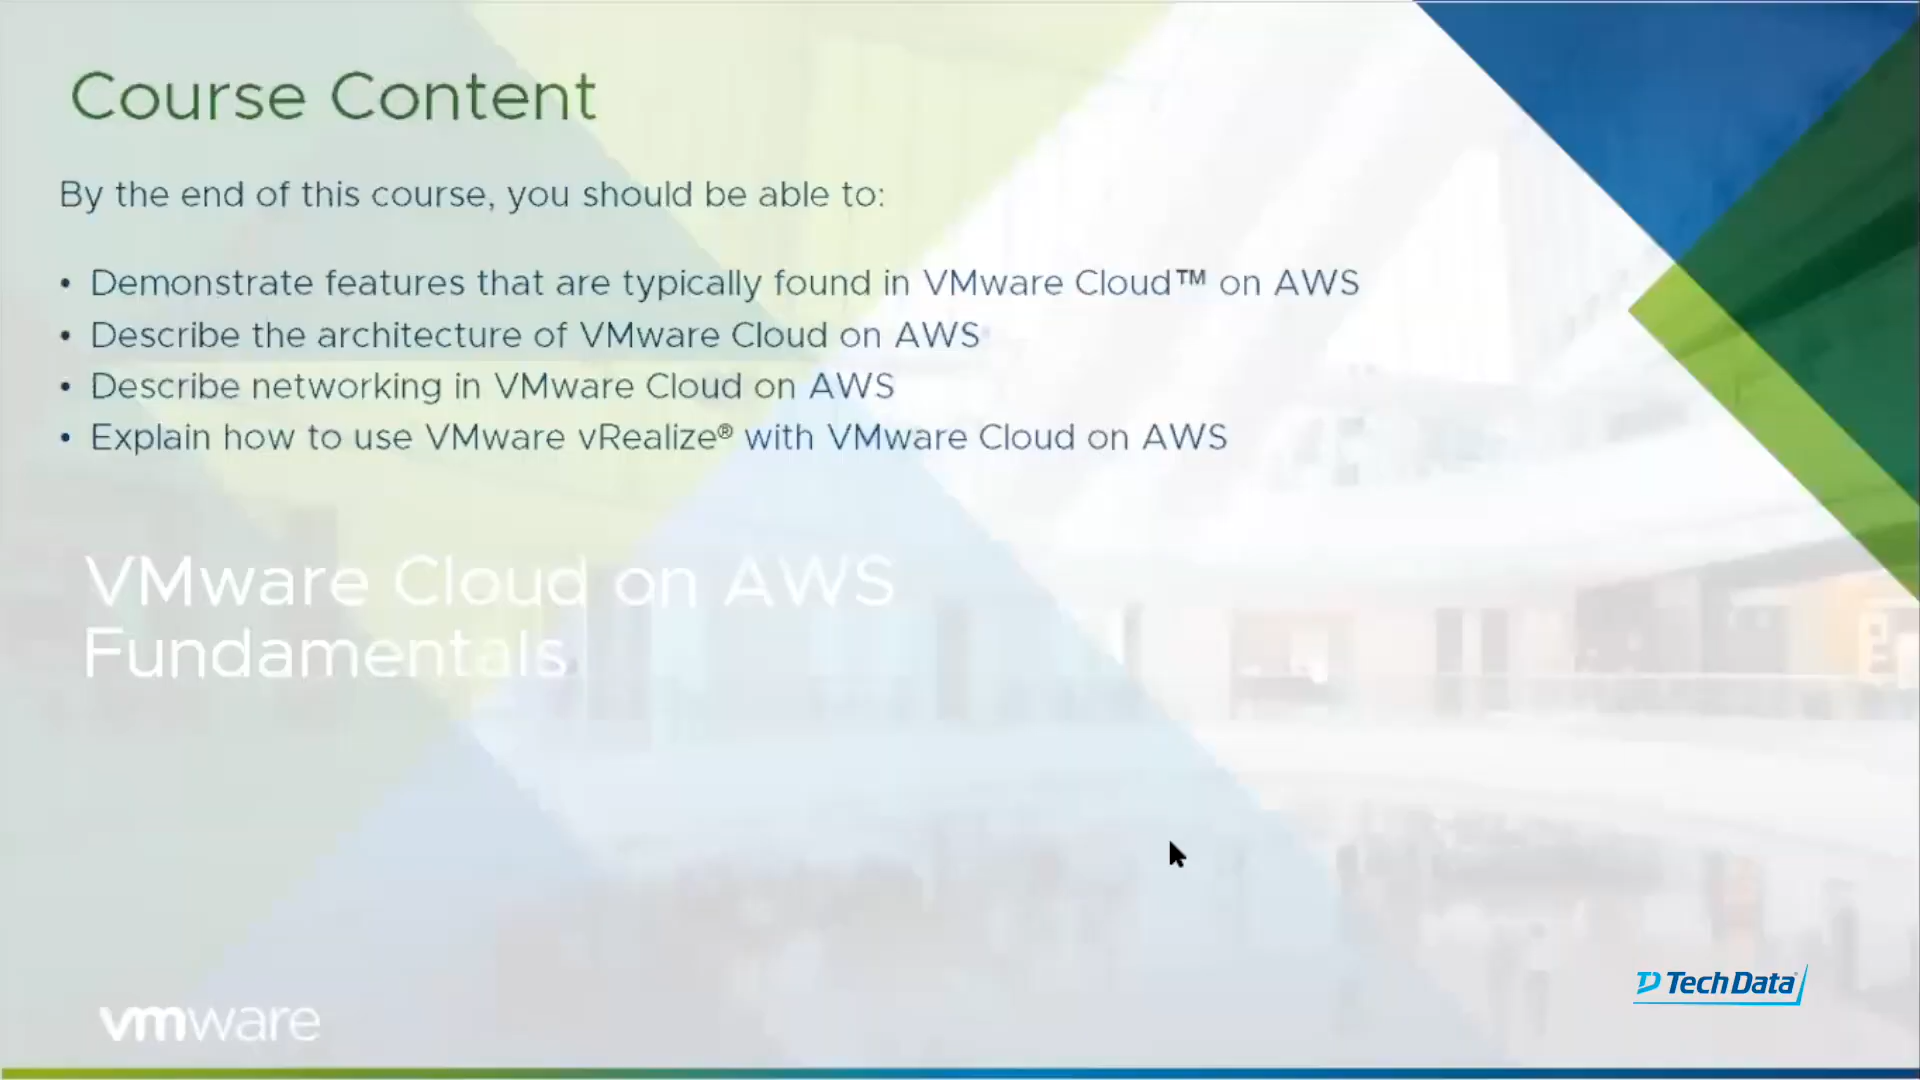 Course Content
By the end of this course, you should be able to:
• Demonstrate features that are typically found in VMware Cloud™ on AWS
• Describe the architecture of VMware Cloud on AWS
• Describe networking in VMware Cloud on AWS
• Explain how to use VMware vRealize® with VMware Cloud on AWS
VMware Cloud on AWS
Fundamentals
TechData
vmware